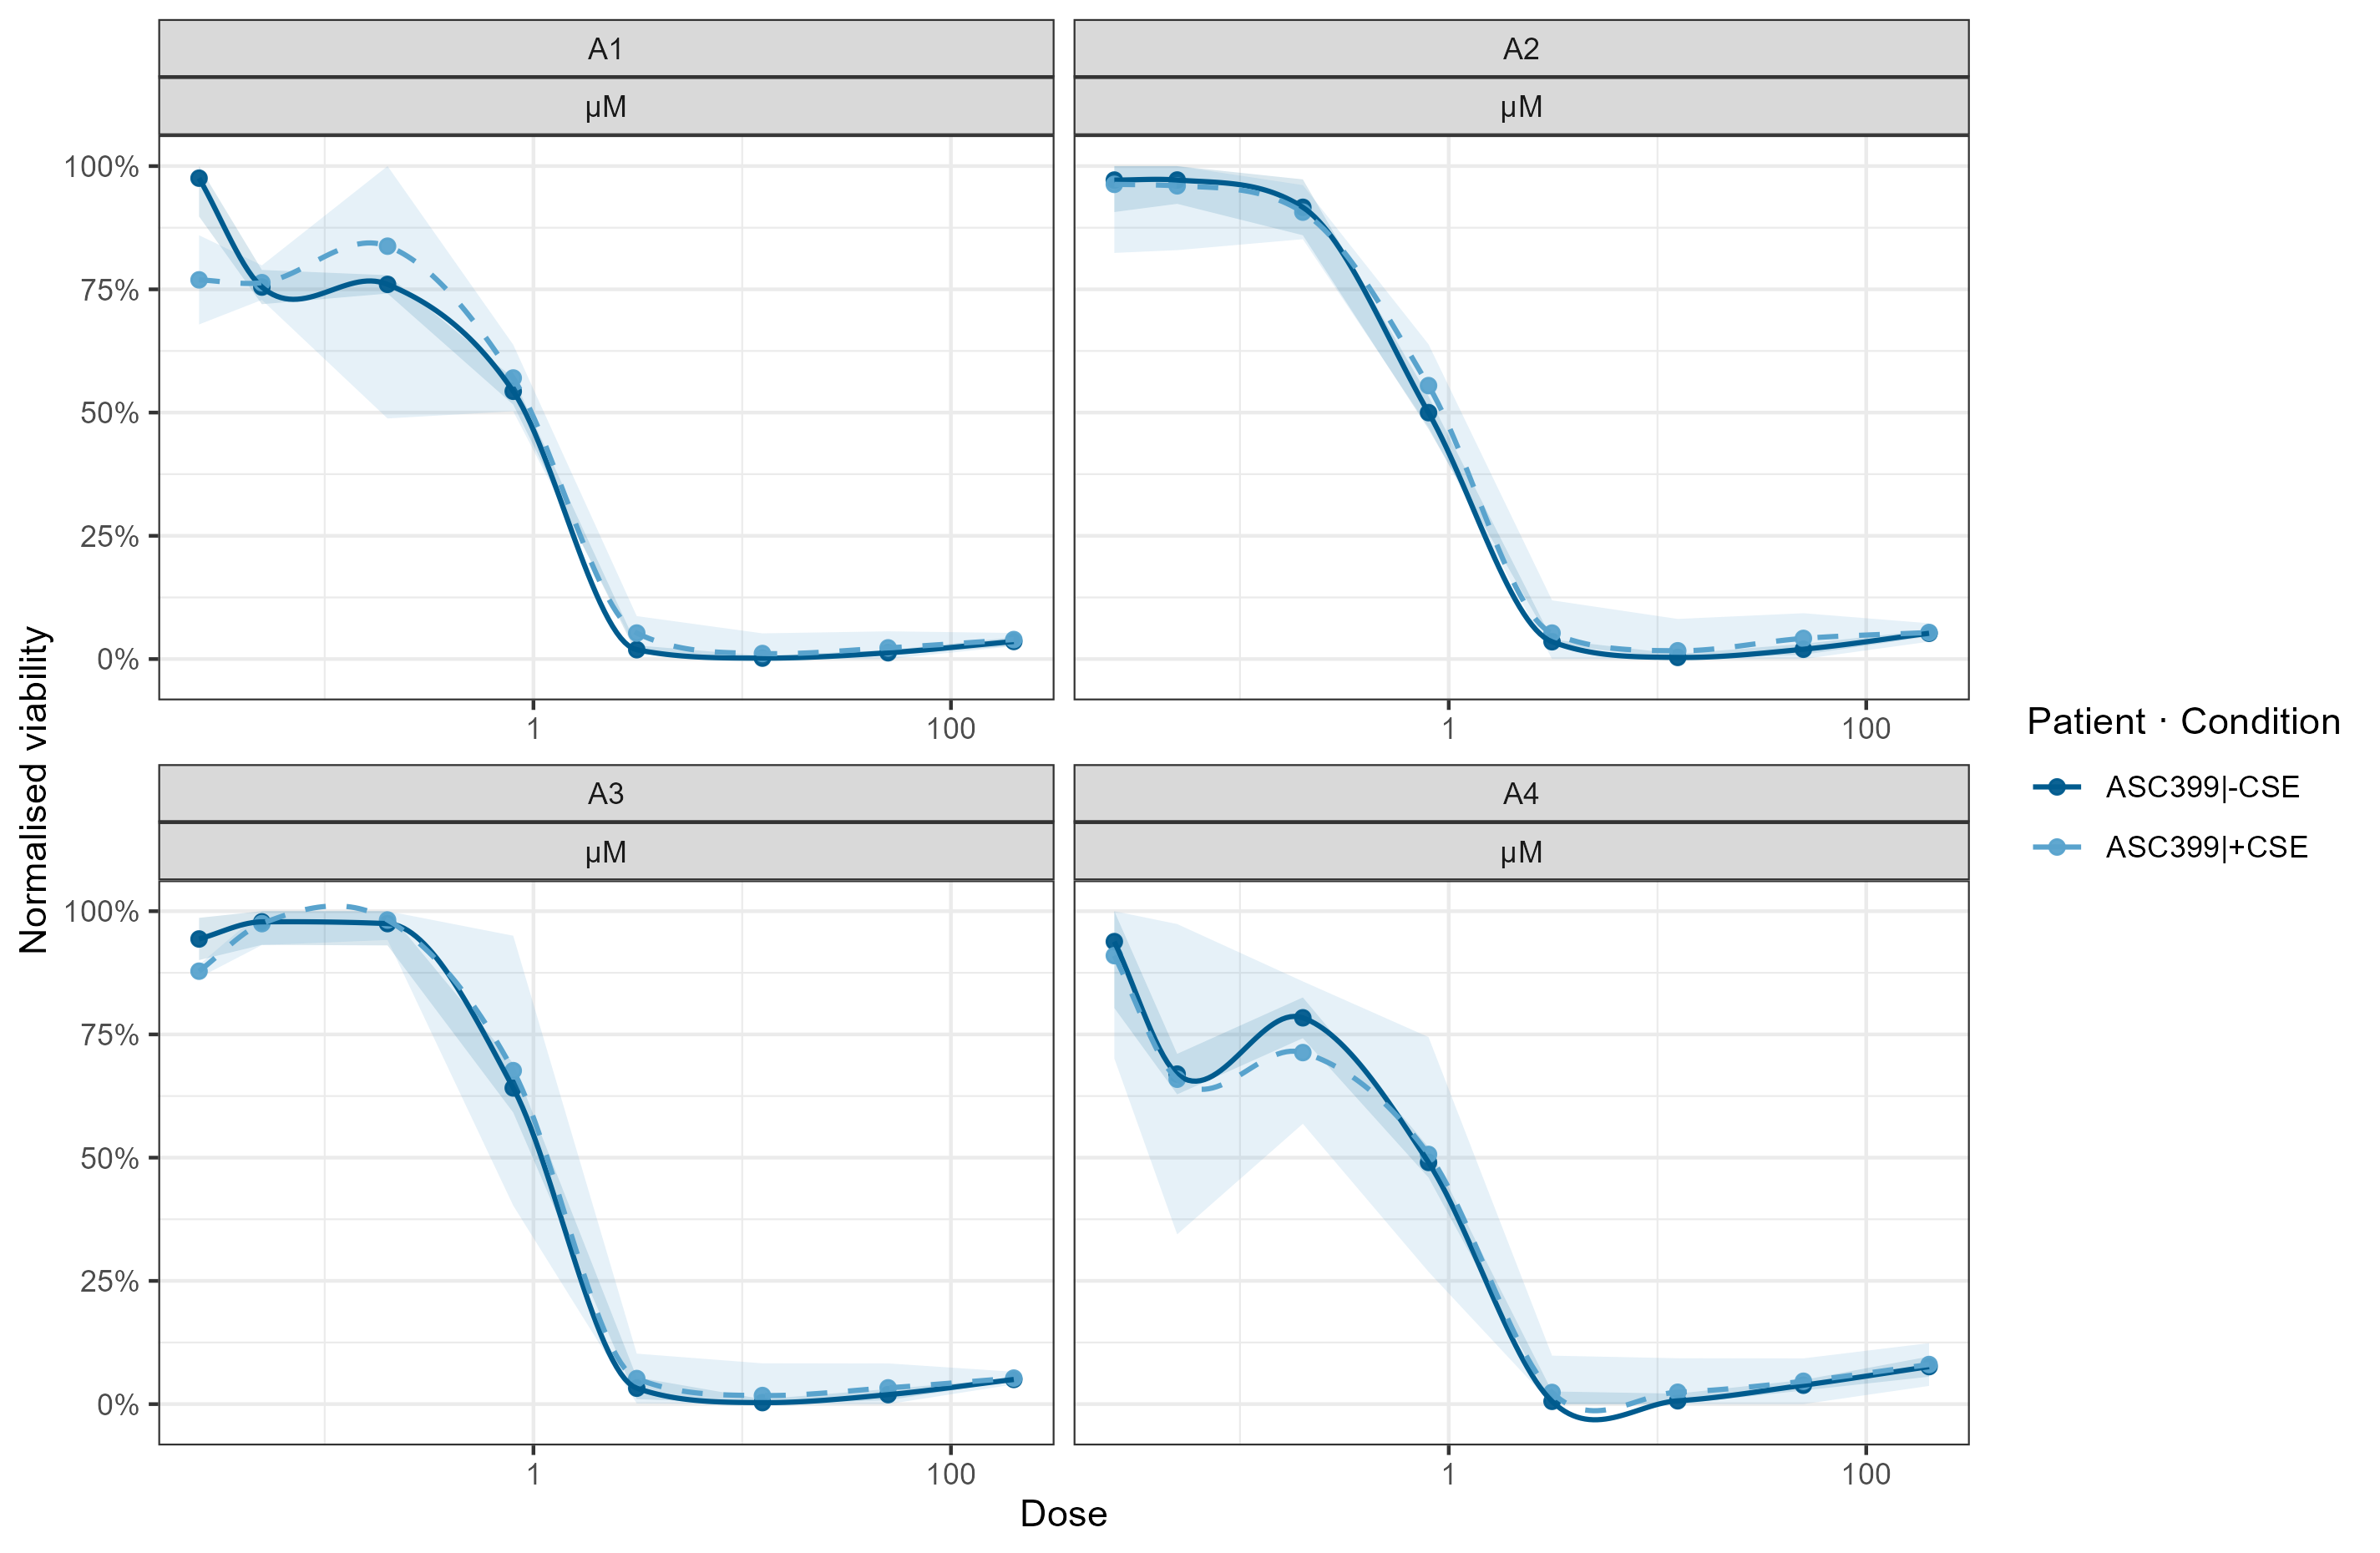 A1
A2
µM
µM
100%
75%
50%
25%
0%
1
100
1
100
A3
A4
µM
µM
100%
75%
50%
25%
0%
1
100
1
100
Dose
Normalised viability
Patient · Condition
ASC399|-CSE
ASC399|+CSE